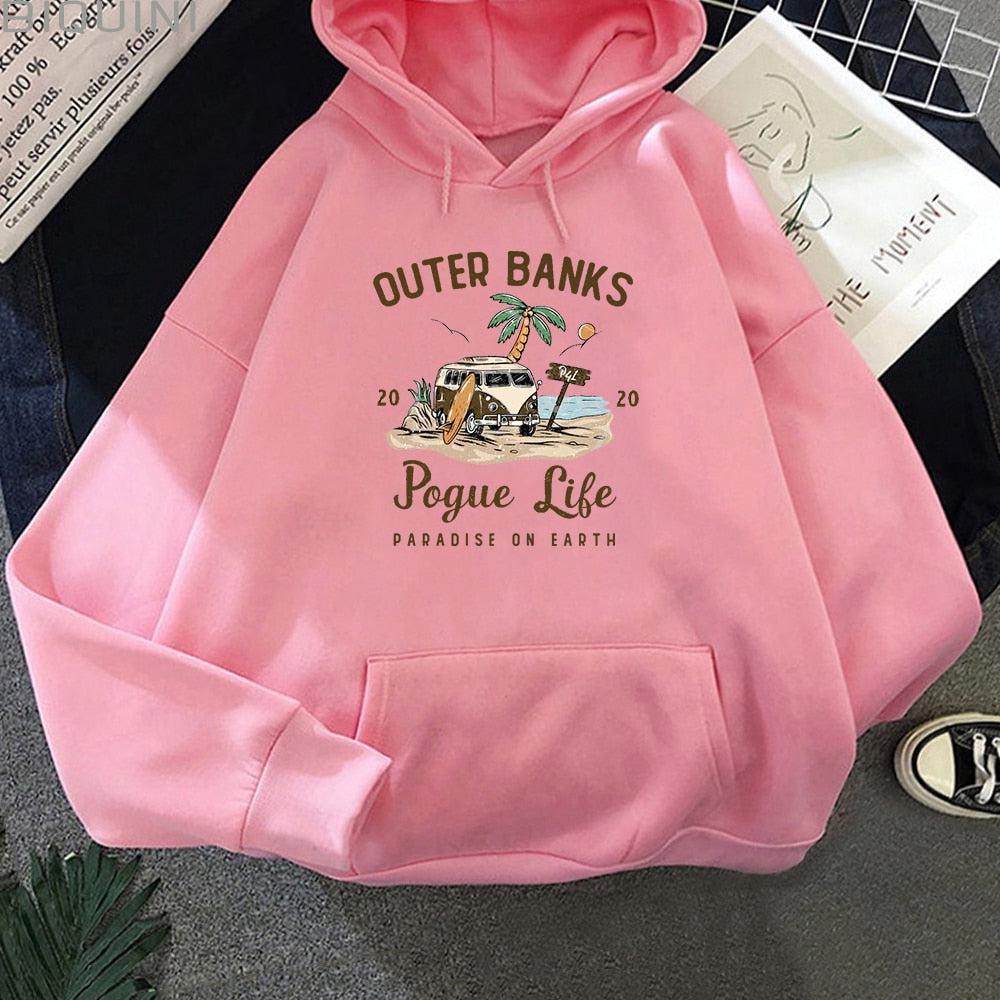 BIQUINI
100 %
jetez pas.
Peut servir plusieurs fois.
THE MOMENT
OUTER BANKS
P4L
20 20
Pogue Life
PARADISE ON EARTH